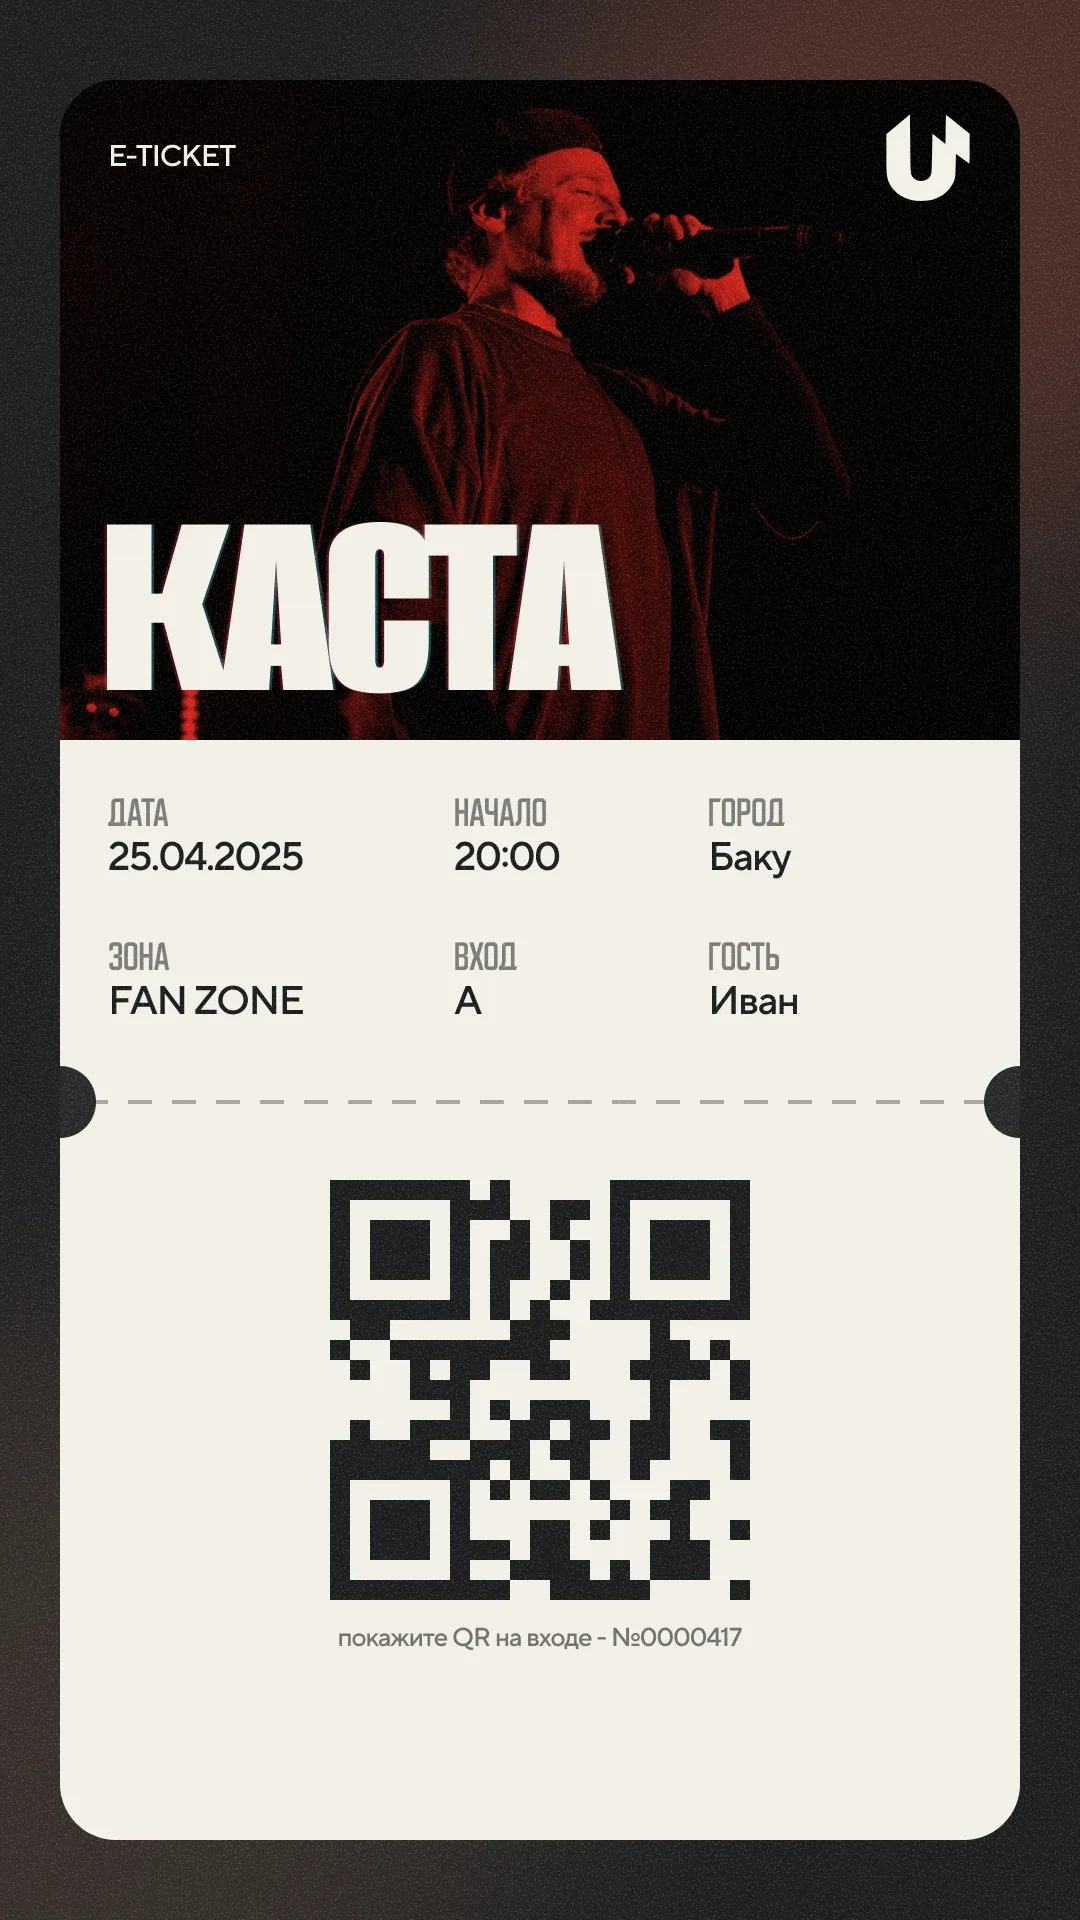 E-TICKET
КАСТА
ДАТА НАЧАЛО ГОРОД
25.04.2025 20:00 Баку
ЗОНА ВХОД ГОСТЬ
FAN ZONE A Иван
покажите QR на входе - №0000417